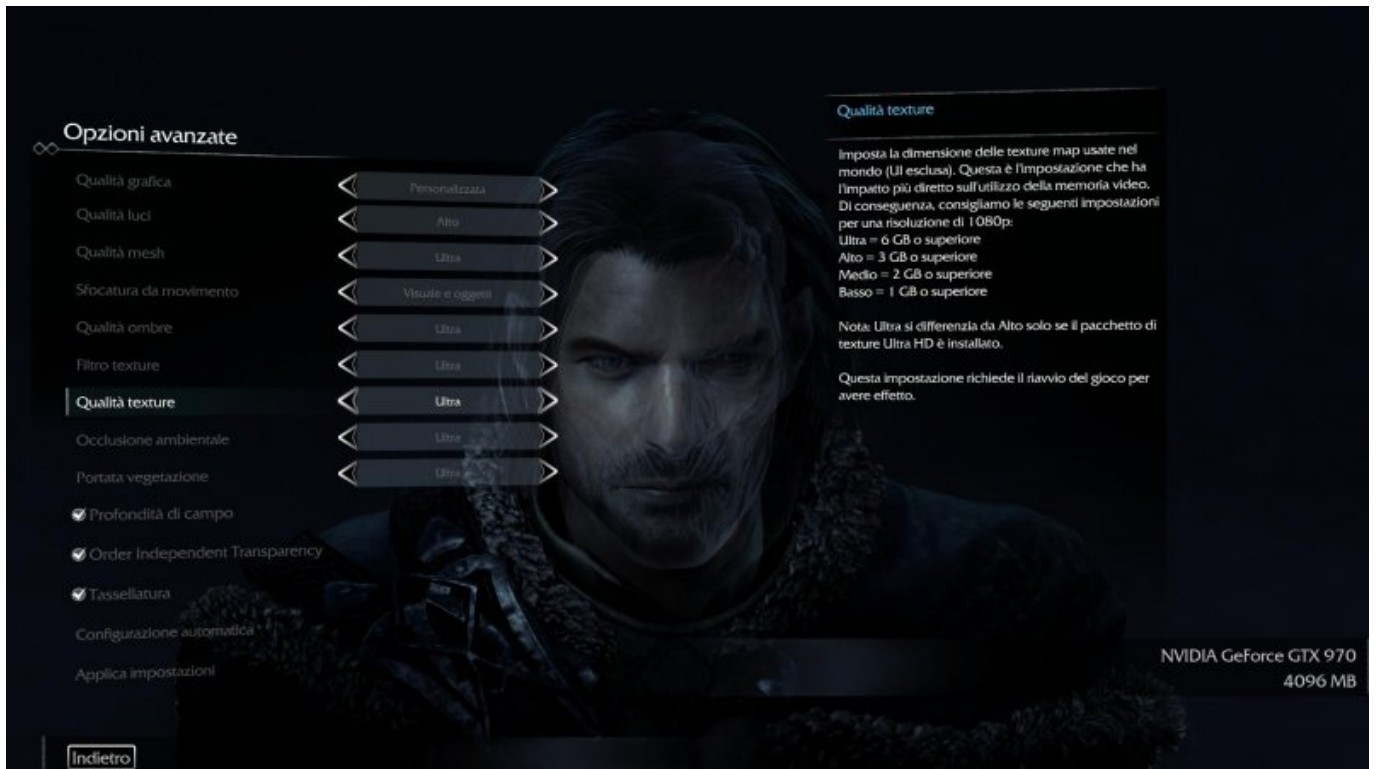 Opzioni avanzate
Qualità grafica
Personalizzata
Qualità luci
Alto
Qualità mesh
Ultra
Sfocatura da movimento
Visuale e oggetti
Qualità ombre
Ultra
Filtro texture
Ultra
Qualità texture
Ultra
Occlusione ambientale
Ultra
Portata vegetazione
Ultra
Profondità di campo
Order Independent Transparency
Tassellatura
Configurazione automatica
Applica impostazioni
Indietro
Qualità texture
Imposta la dimensione delle texture map usate nel
mondo (UI esclusa). Questa è l'impostazione che ha
l'impatto più diretto sull'utilizzo della memoria video.
Di conseguenza, consigliamo le seguenti impostazioni
per una risoluzione di 1080p:
Ultra = 6 GB o superiore
Alto = 3 GB o superiore
Medio = 2 GB o superiore
Basso = 1 GB o superiore
Nota: Ultra si differenzia da Alto solo se il pacchetto di
texture Ultra HD è installato.
Questa impostazione richiede il riavvio del gioco per
avere effetto.
NVIDIA GeForce GTX 970
4096 MB